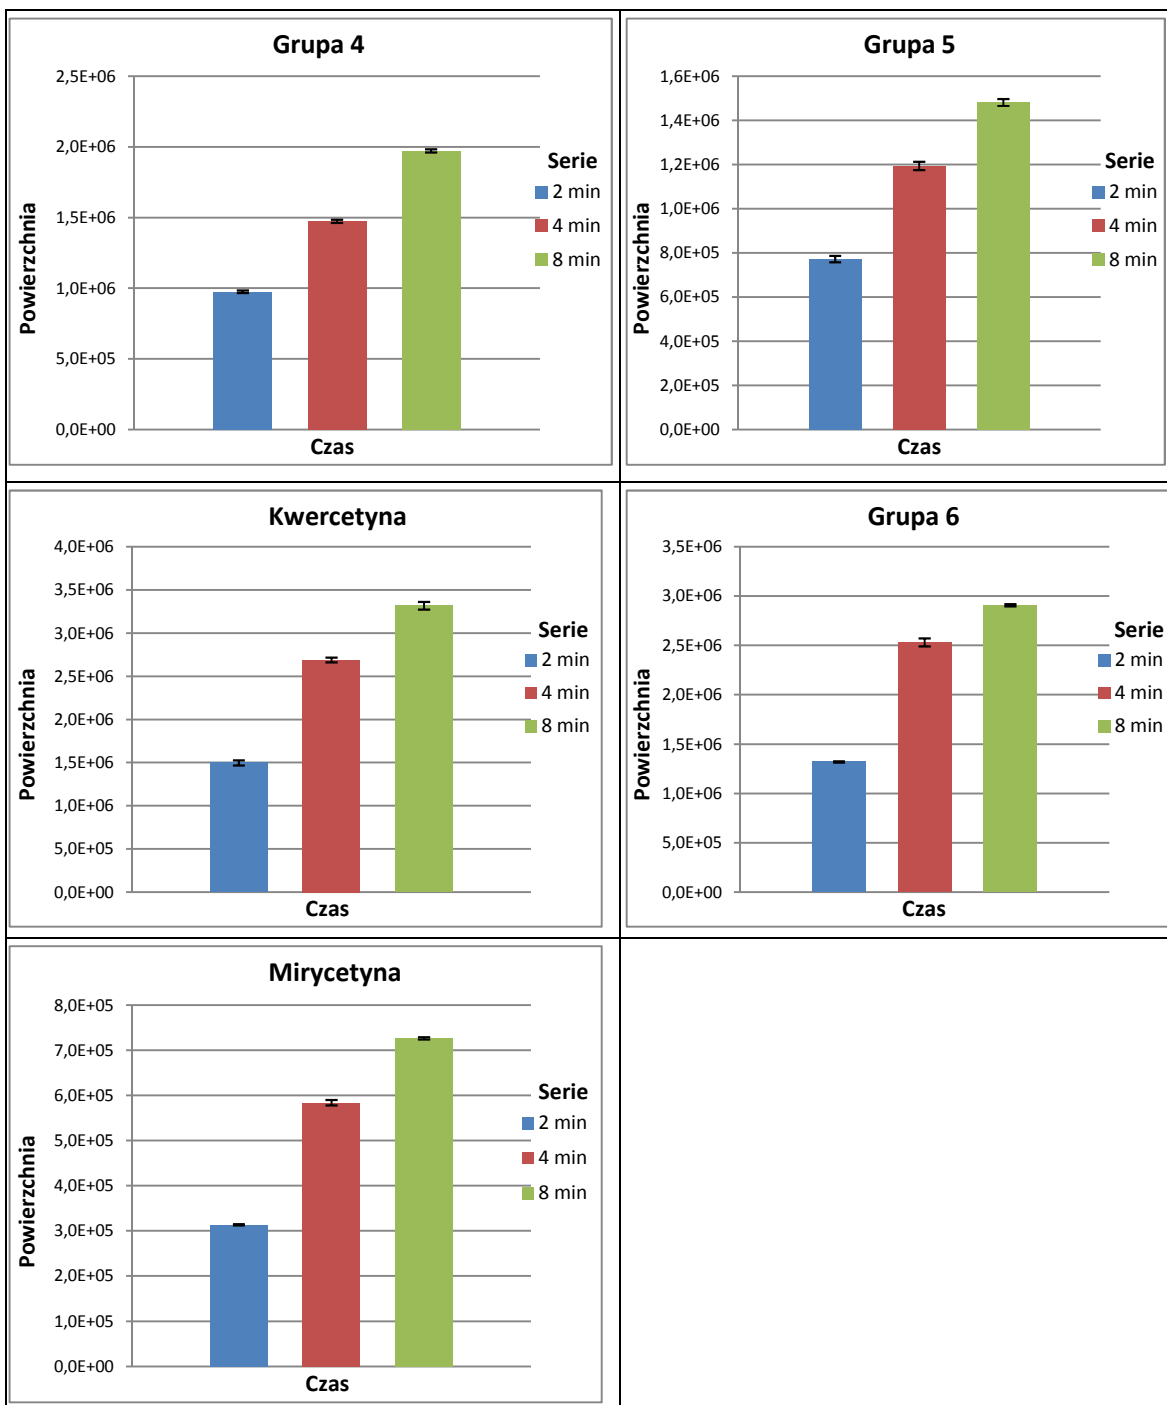 Grupa 4
2,5E+06
2,0E+06
1,5E+06
1,0E+06
5,0E+05
0,0E+00
Powierzchnia
Czas
Serie
2 min
4 min
8 min
Grupa 5
1,6E+06
1,4E+06
1,2E+06
1,0E+06
8,0E+05
6,0E+05
4,0E+05
2,0E+05
0,0E+00
Powierzchnia
Czas
Serie
2 min
4 min
8 min
Kwercetyna
4,0E+06
3,5E+06
3,0E+06
2,5E+06
2,0E+06
1,5E+06
1,0E+06
5,0E+05
0,0E+00
Powierzchnia
Czas
Serie
2 min
4 min
8 min
Grupa 6
3,5E+06
3,0E+06
2,5E+06
2,0E+06
1,5E+06
1,0E+06
5,0E+05
0,0E+00
Powierzchnia
Czas
Serie
2 min
4 min
8 min
Mirycetyna
8,0E+05
7,0E+05
6,0E+05
5,0E+05
4,0E+05
3,0E+05
2,0E+05
1,0E+05
0,0E+00
Powierzchnia
Czas
Serie
2 min
4 min
8 min